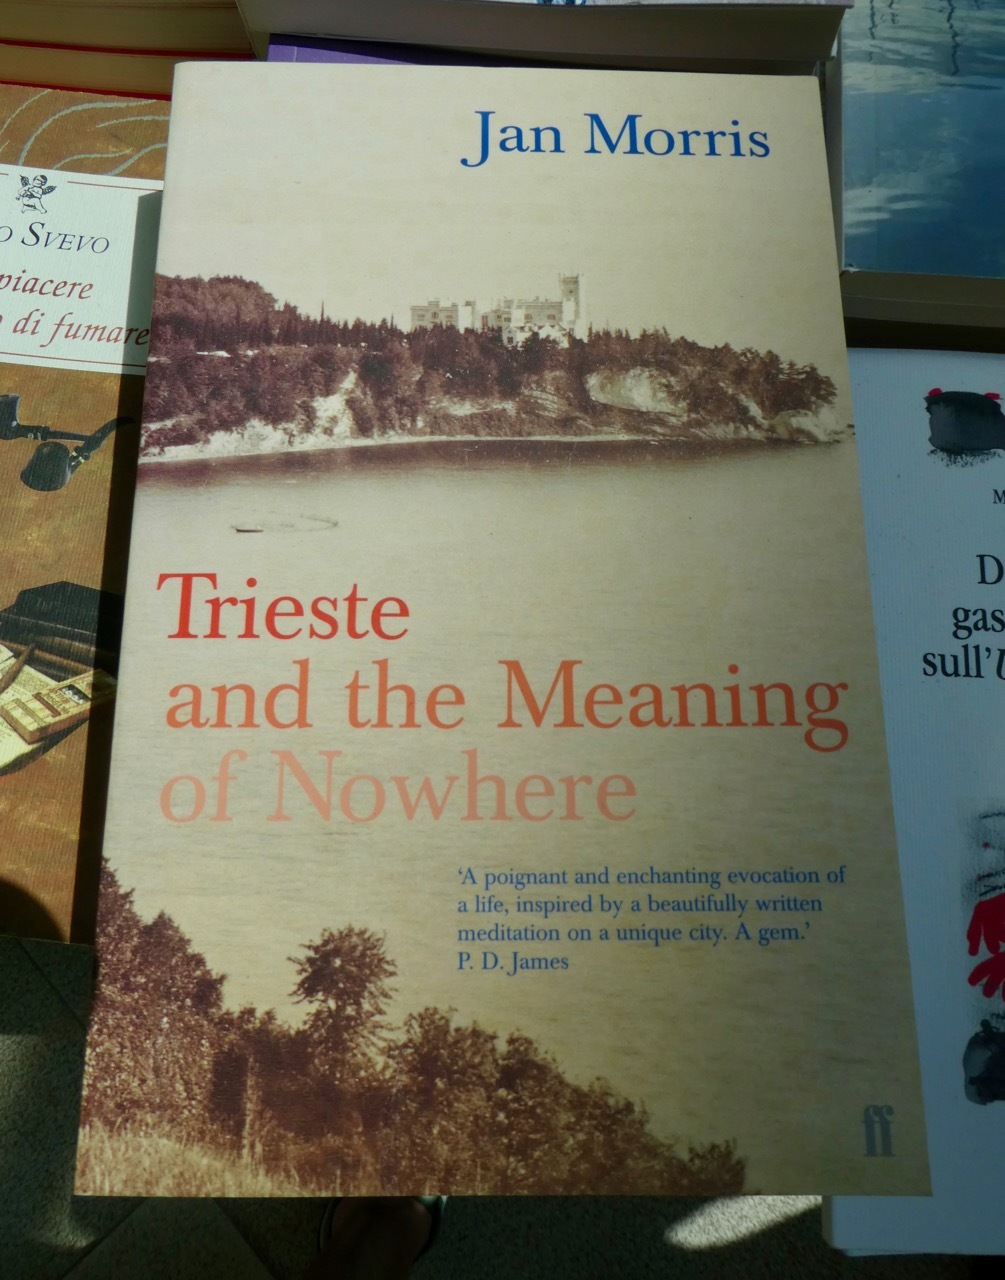 Jan Morris
Trieste
and the Meaning
of Nowhere
‘A poignant and enchanting evocation of
a life, inspired by a beautifully written
meditation on a unique city. A gem.’
P. D. James
ff
O SVEVO
piacere
di fumare
M
D
gas
sull’U